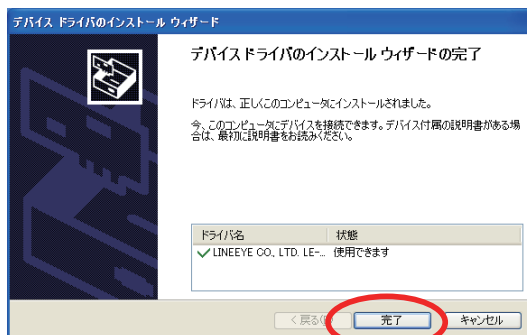 デバイス ドライバのインストール ウィザード
デバイス ドライバのインストール ウィザードの完了
ドライバは、正しくこのコンピュータにインストールされました。
今、このコンピュータにデバイスを接続できます。デバイス付属の説明書がある場
合は、最初に説明書をお読みください。
ドライバ名 状態
LINEEYE CO., LTD. LE-... 使用できます
< 戻る( 完了 キャンセル